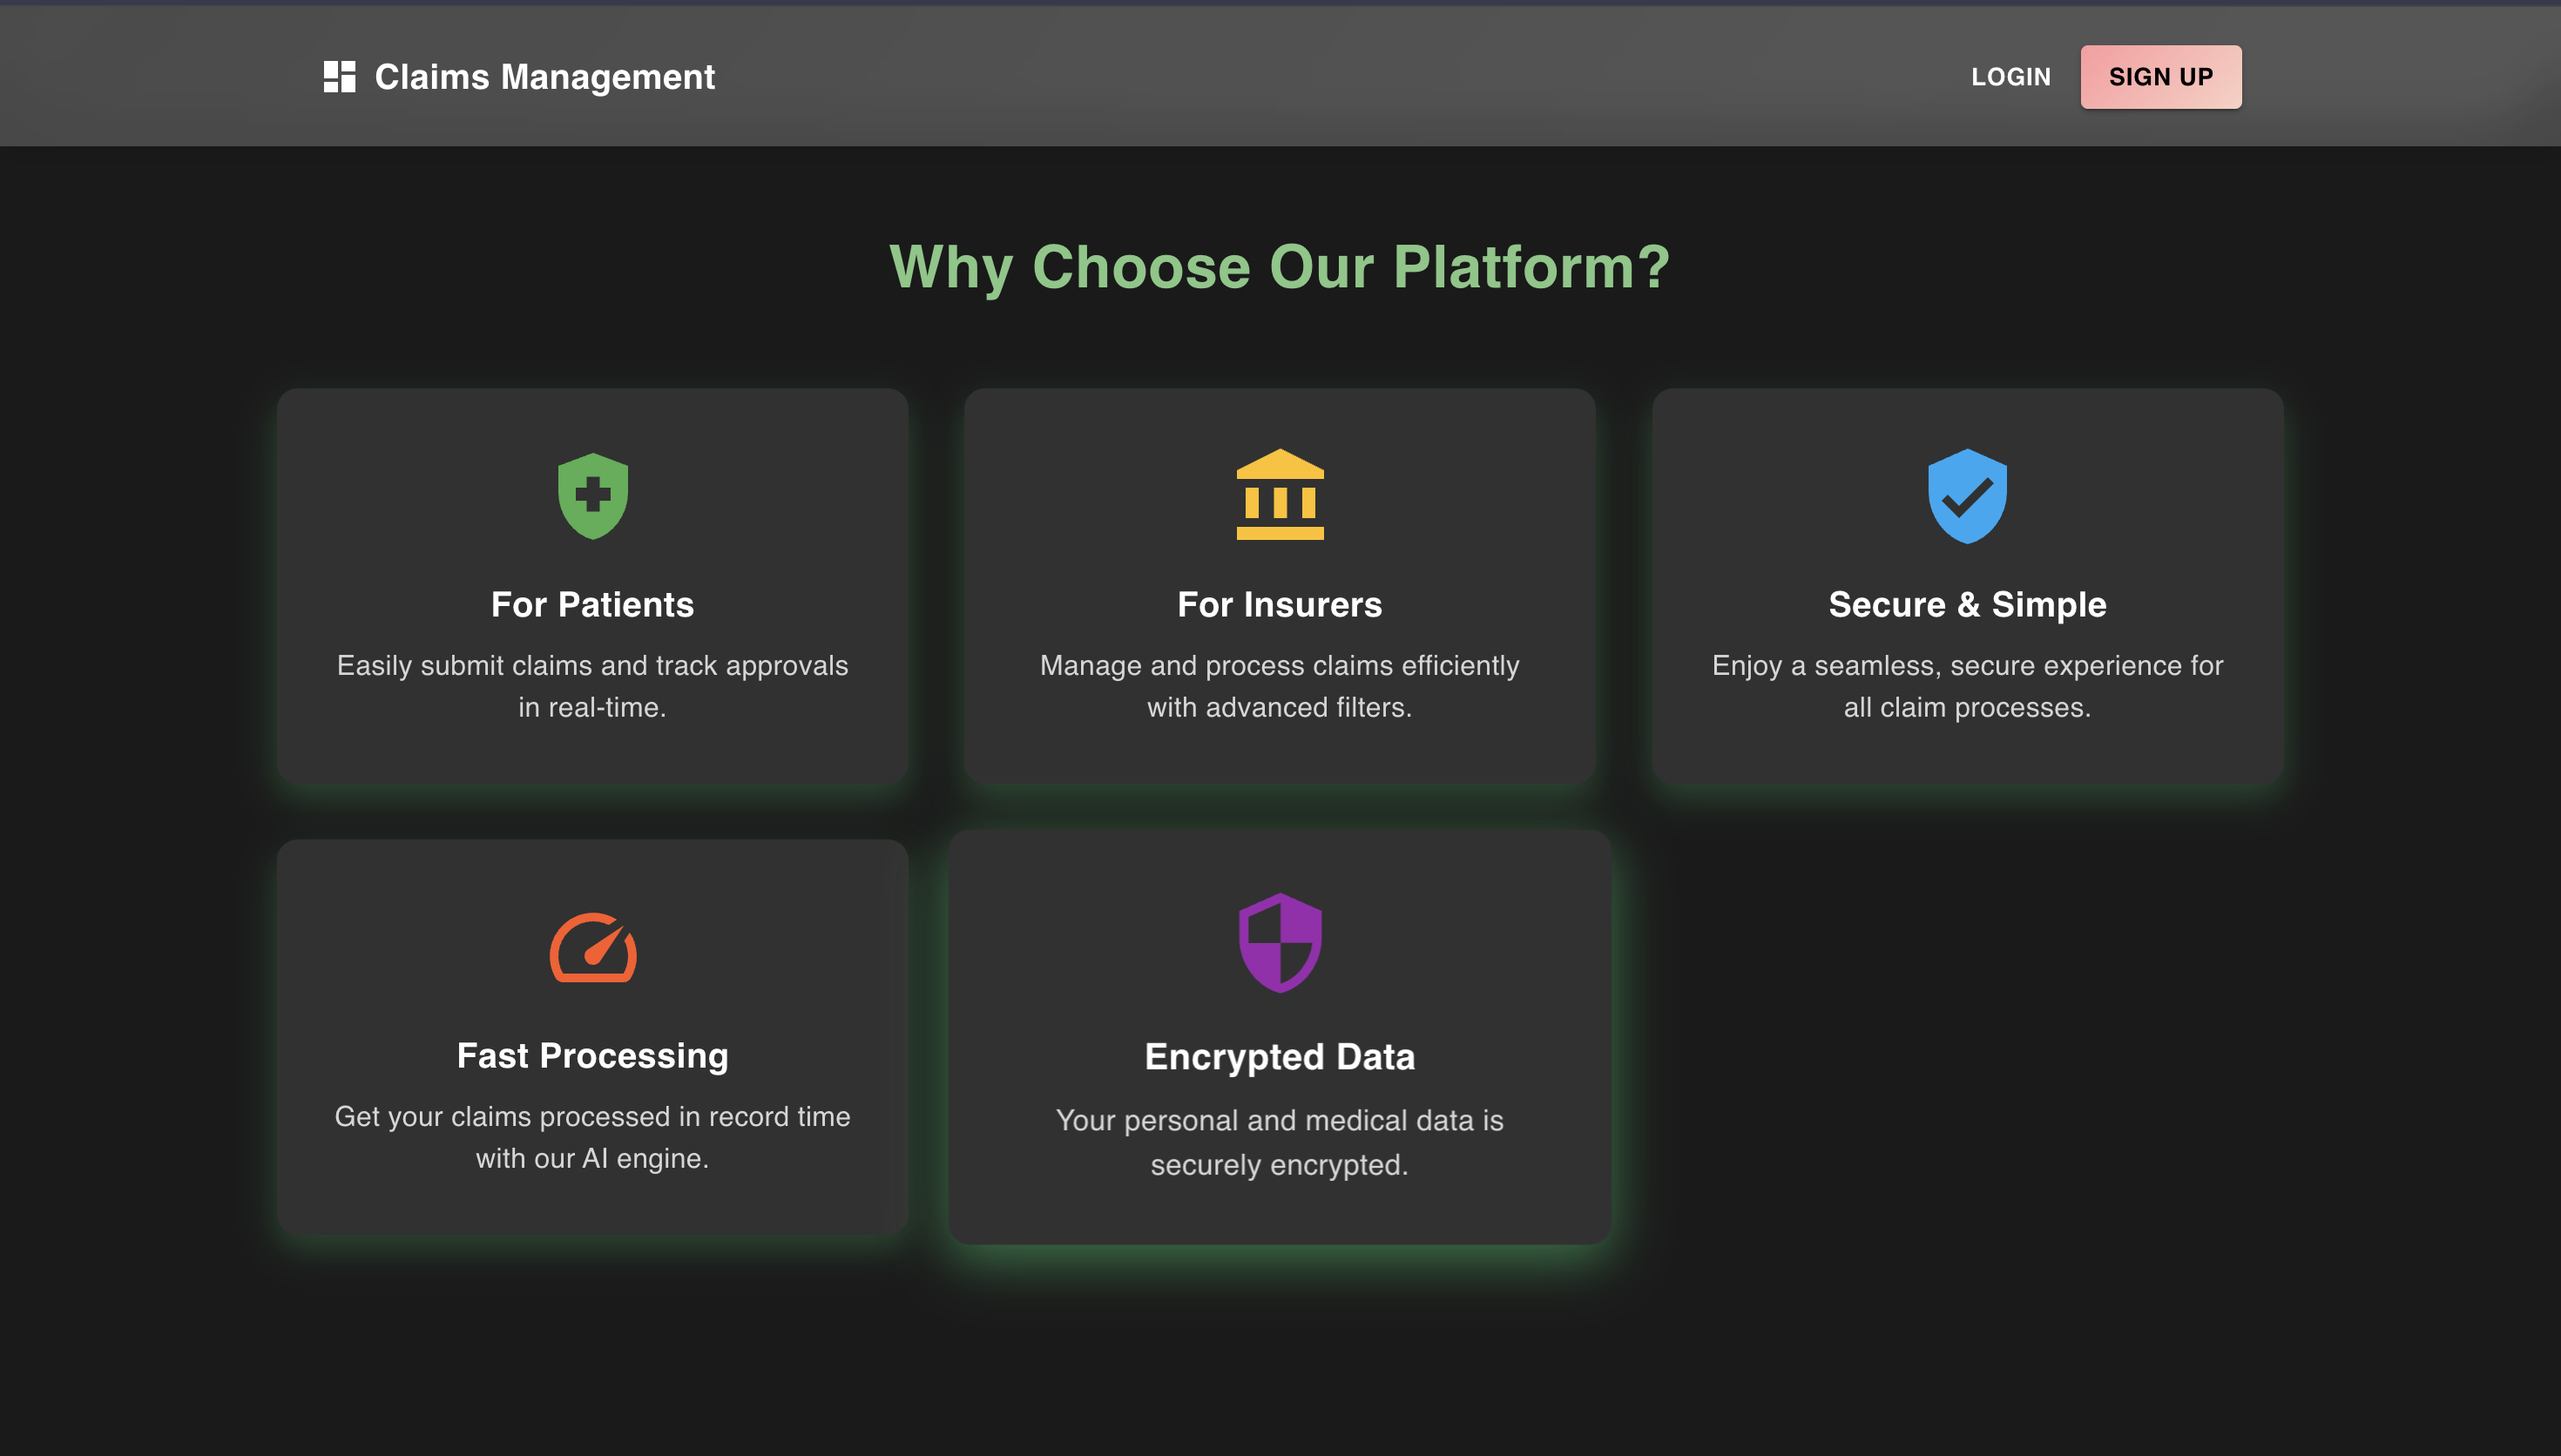 Claims Management
LOGIN
SIGN UP
Why Choose Our Platform?
For Patients
Easily submit claims and track approvals
in real-time.
For Insurers
Manage and process claims efficiently
with advanced filters.
Secure & Simple
Enjoy a seamless, secure experience for
all claim processes.
Fast Processing
Get your claims processed in record time
with our AI engine.
Encrypted Data
Your personal and medical data is
securely encrypted.